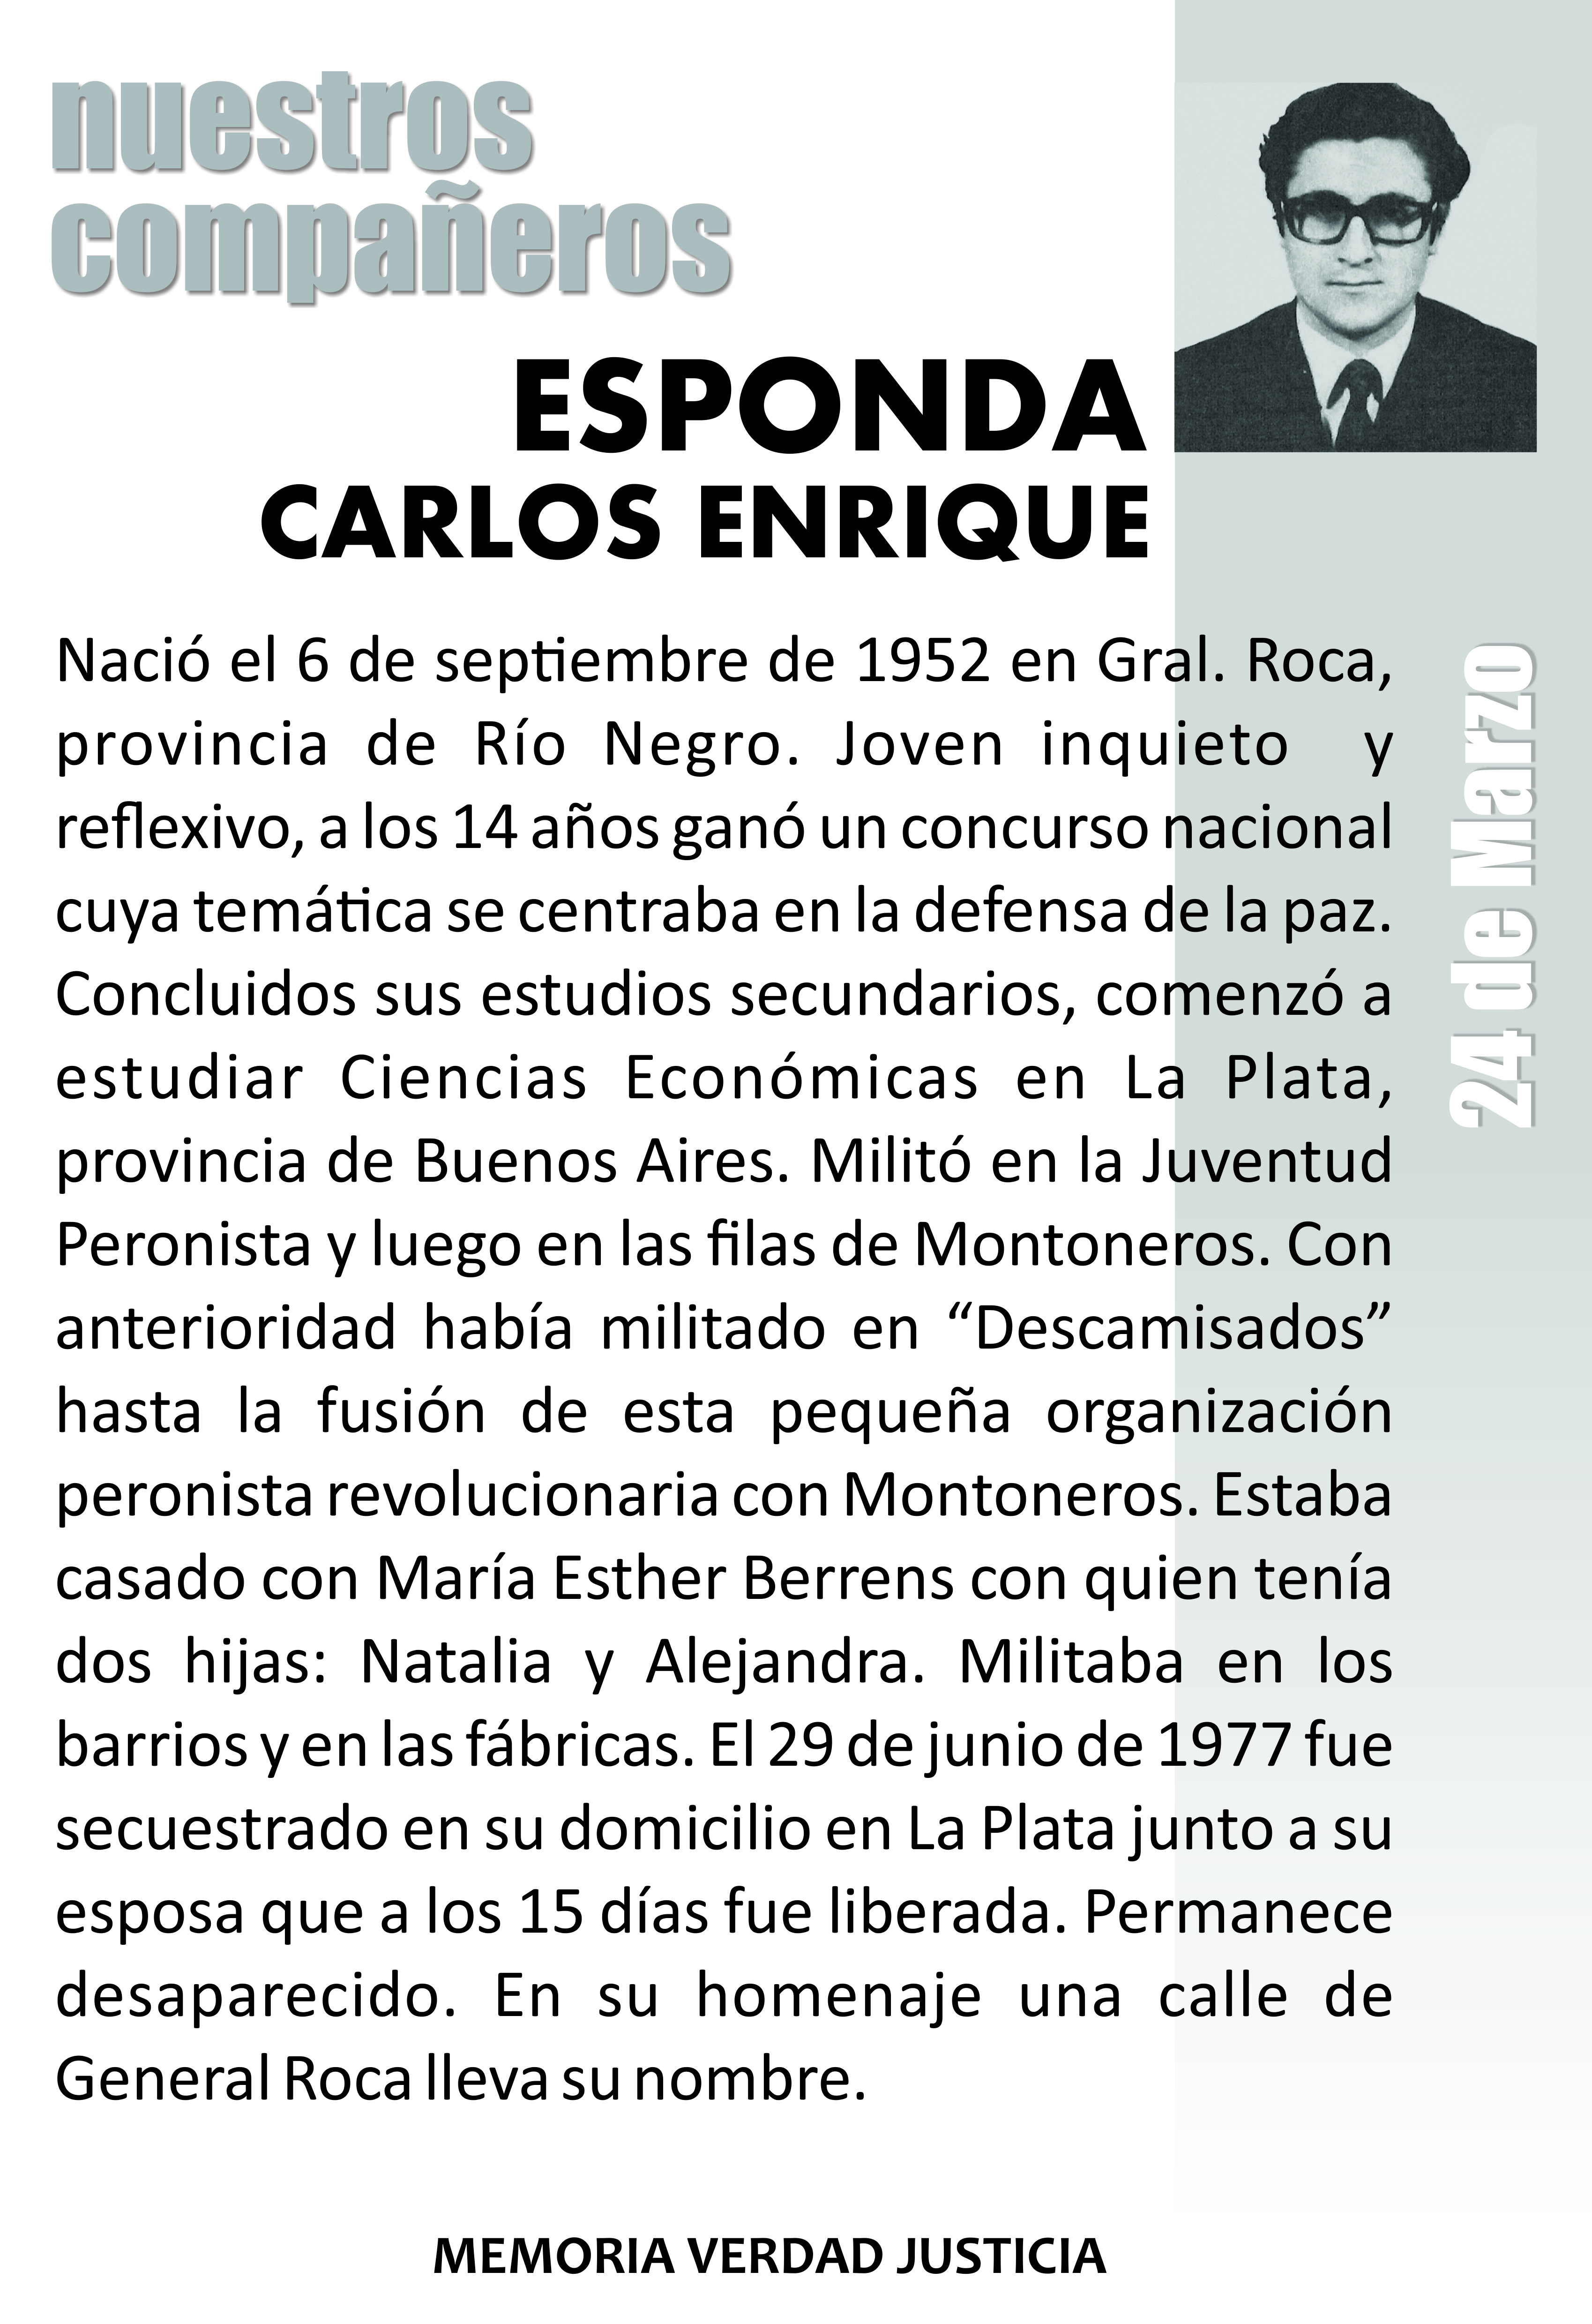 nuestros
compañeros
ESPONDA
CARLOS ENRIQUE
Nació el 6 de septiembre de 1952 en Gral. Roca,
provincia de Río Negro. Joven inquieto y
reflexivo, a los 14 años ganó un concurso nacional
cuya temática se centraba en la defensa de la paz.
Concluidos sus estudios secundarios, comenzó a
estudiar Ciencias Económicas en La Plata,
provincia de Buenos Aires. Militó en la Juventud
Peronista y luego en las filas de Montoneros. Con
anterioridad había militado en “Descamisados”
hasta la fusión de esta pequeña organización
peronista revolucionaria con Montoneros. Estaba
casado con María Esther Berrens con quien tenía
dos hijas: Natalia y Alejandra. Militaba en los
barrios y en las fábricas. El 29 de junio de 1977 fue
secuestrado en su domicilio en La Plata junto a su
esposa que a los 15 días fue liberada. Permanece
desaparecido. En su homenaje una calle de
General Roca lleva su nombre.
24 de Marzo
MEMORIA VERDAD JUSTICIA